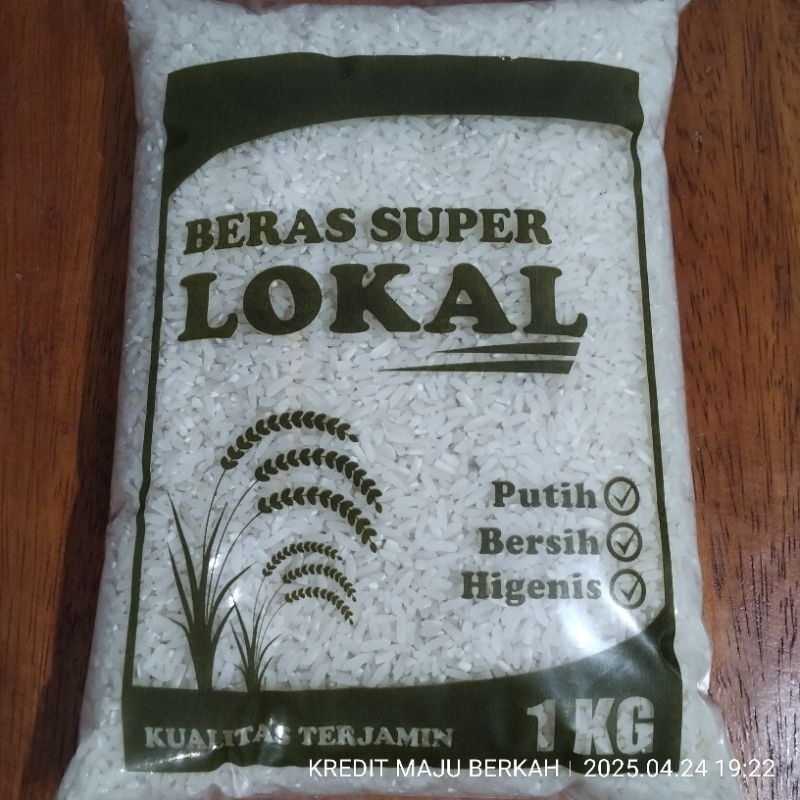 BERAS SUPER
LOKAL
Putih
Bersih
Higenis
KUALITAS TERJAMIN
1 KG
KREDIT MAJU BERKAH | 2025.04.24 19:22